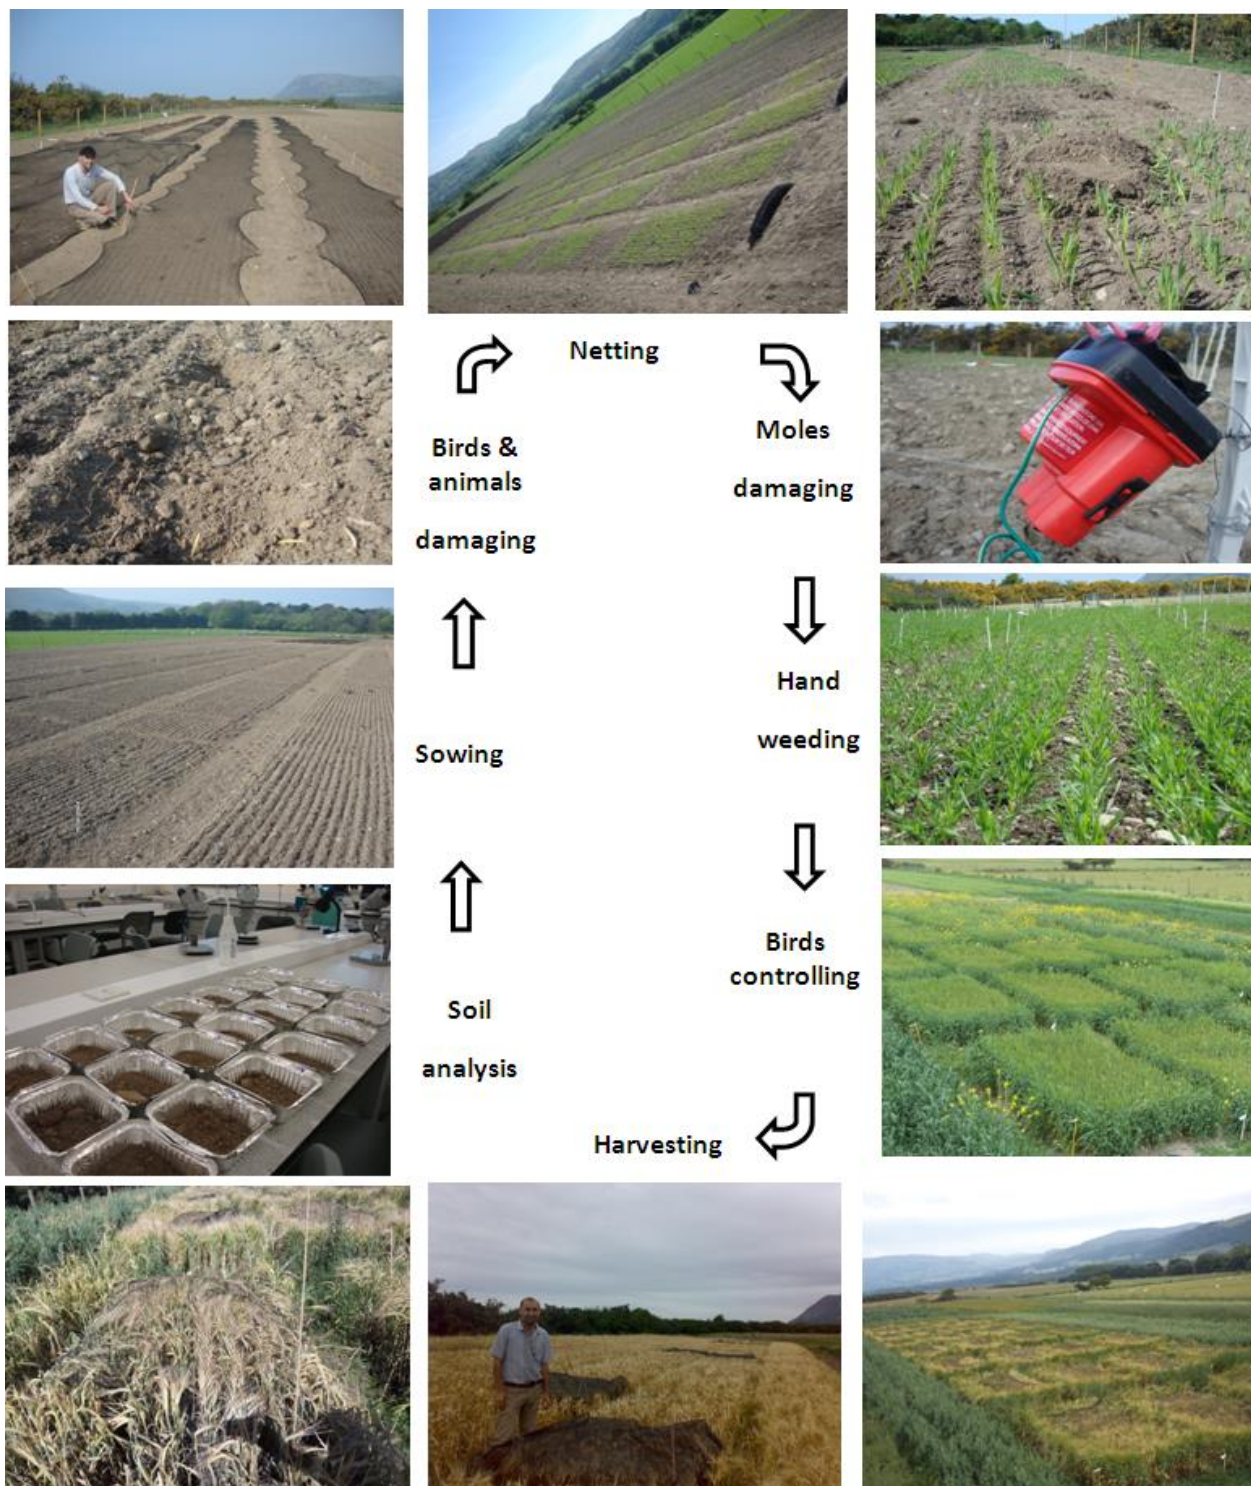 Netting
Birds &
animals
damaging
Moles
damaging
Sowing
Hand
weeding
Soil
analysis
Birds
controlling
Harvesting